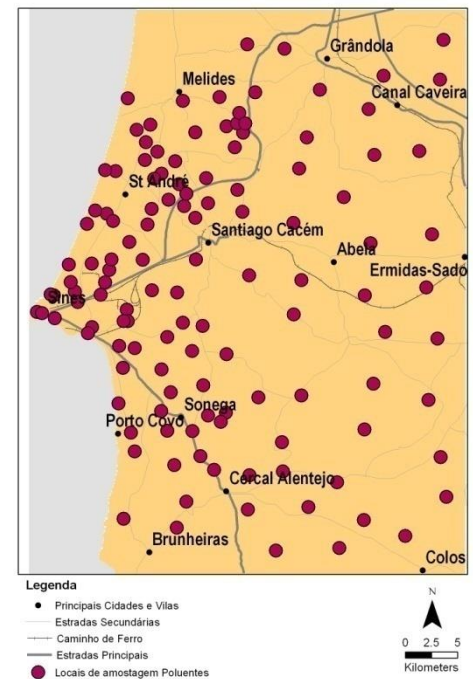 Grândola
Melides
Canal Caveira
St André
Santiago Cacém
Abela
Ermidas-Sado
Sines
Sonega
Porto Covo
Cercal Alentejo
Brunheiras
Colos
Legenda
Principais Cidades e Vilas
Estradas Secundárias
Caminho de Ferro
Estradas Principais
Locais de amostagem Poluentes
N
0 2.5 5
Kilometers